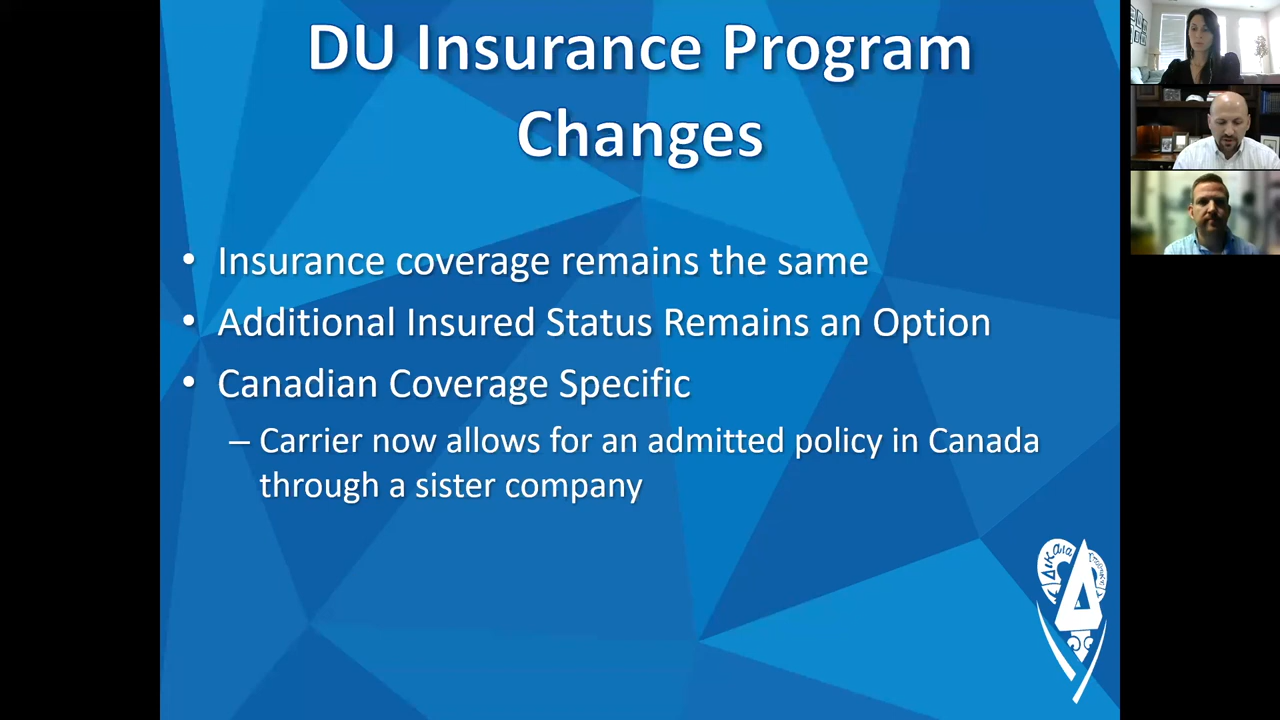 DU Insurance Program
Changes
• Insurance coverage remains the same
• Additional Insured Status Remains an Option
• Canadian Coverage Specific
– Carrier now allows for an admitted policy in Canada
through a sister company
Δικαια
Δ